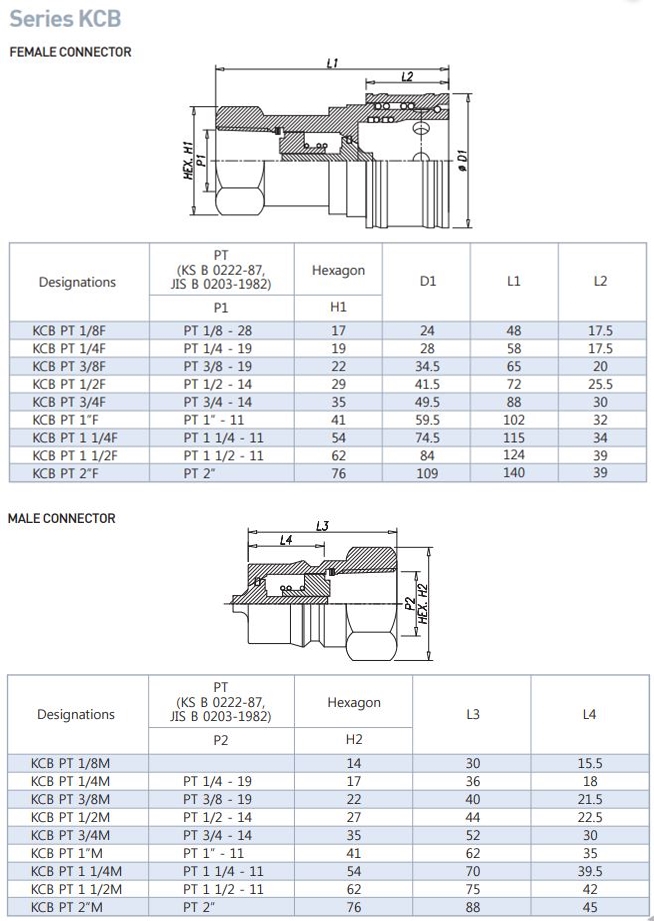 Series KCB
FEMALE CONNECTOR
L1
L2
HEX. H1
P1
ø D1
Designations
PT
(KS B 0222-87,
JIS B 0203-1982)
Hexagon
D1
L1
L2
P1
H1
KCB PT 1/8F PT 1/8 - 28 17 24 48 17.5
KCB PT 1/4F PT 1/4 - 19 19 28 58 17.5
KCB PT 3/8F PT 3/8 - 19 22 34.5 65 20
KCB PT 1/2F PT 1/2 - 14 29 41.5 72 25.5
KCB PT 3/4F PT 3/4 - 14 35 49.5 88 30
KCB PT 1″F PT 1″ - 11 41 59.5 102 32
KCB PT 1 1/4F PT 1 1/4 - 11 54 74.5 115 34
KCB PT 1 1/2F PT 1 1/2 - 11 62 84 124 39
KCB PT 2″F PT 2″ 76 109 140 39
MALE CONNECTOR
L3
L4
P2
HEX. H2
Designations
PT
(KS B 0222-87,
JIS B 0203-1982)
Hexagon
L3
L4
P2
H2
KCB PT 1/8M 14 30 15.5
KCB PT 1/4M PT 1/4 - 19 17 36 18
KCB PT 3/8M PT 3/8 - 19 22 40 21.5
KCB PT 1/2M PT 1/2 - 14 27 44 22.5
KCB PT 3/4M PT 3/4 - 14 35 52 30
KCB PT 1″M PT 1″ - 11 41 62 35
KCB PT 1 1/4M PT 1 1/4 - 11 54 70 39.5
KCB PT 1 1/2M PT 1 1/2 - 11 62 75 42
KCB PT 2″M PT 2″ 76 88 45